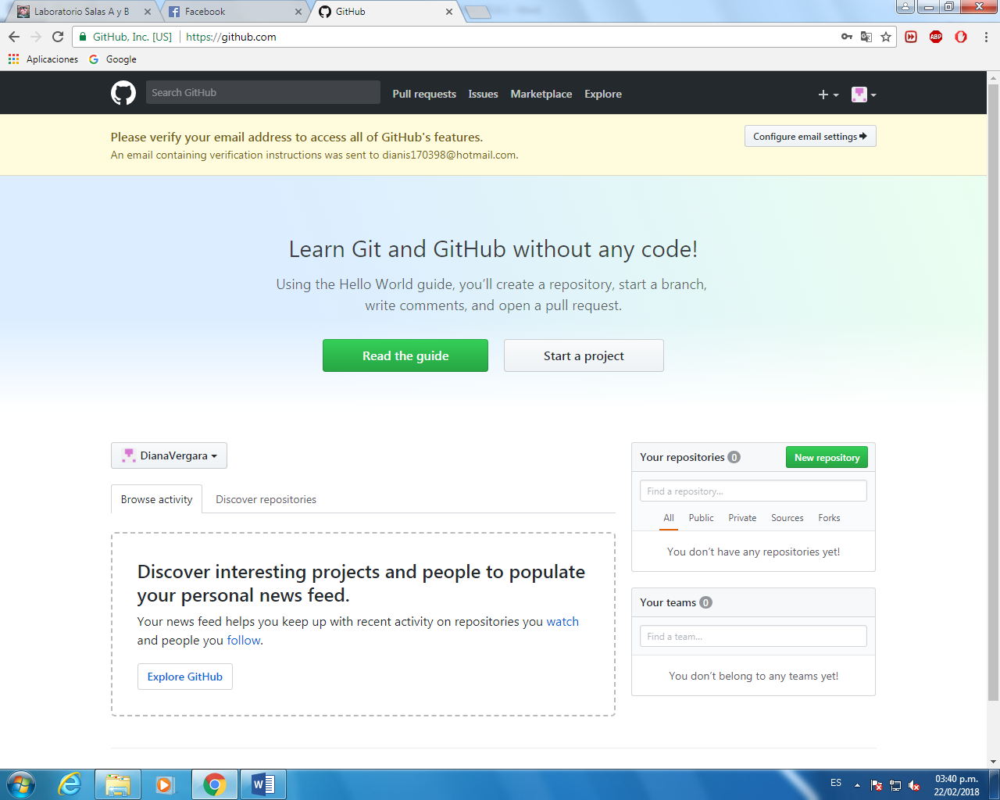 Laboratorio Salas A y B
Facebook
GitHub
GitHub, Inc. [US]
https://github.com
Aplicaciones
Google
Search GitHub
Pull requests
Issues
Marketplace
Explore
Please verify your email address to access all of GitHub's features.
An email containing verification instructions was sent to dianis170398@hotmail.com.
Configure email settings
Learn Git and GitHub without any code!
Using the Hello World guide, you’ll create a repository, start a branch,
write comments, and open a pull request.
Read the guide
Start a project
DianaVergara
Browse activity
Discover repositories
Discover interesting projects and people to populate
your personal news feed.
Your news feed helps you keep up with recent activity on repositories you watch
and people you follow.
Explore GitHub
Your repositories 0
New repository
Find a repository...
All
Public
Private
Sources
Forks
You don’t have any repositories yet!
Your teams 0
Find a team...
You don’t belong to any teams yet!
ES
03:40 p.m.
22/02/2018
ABP